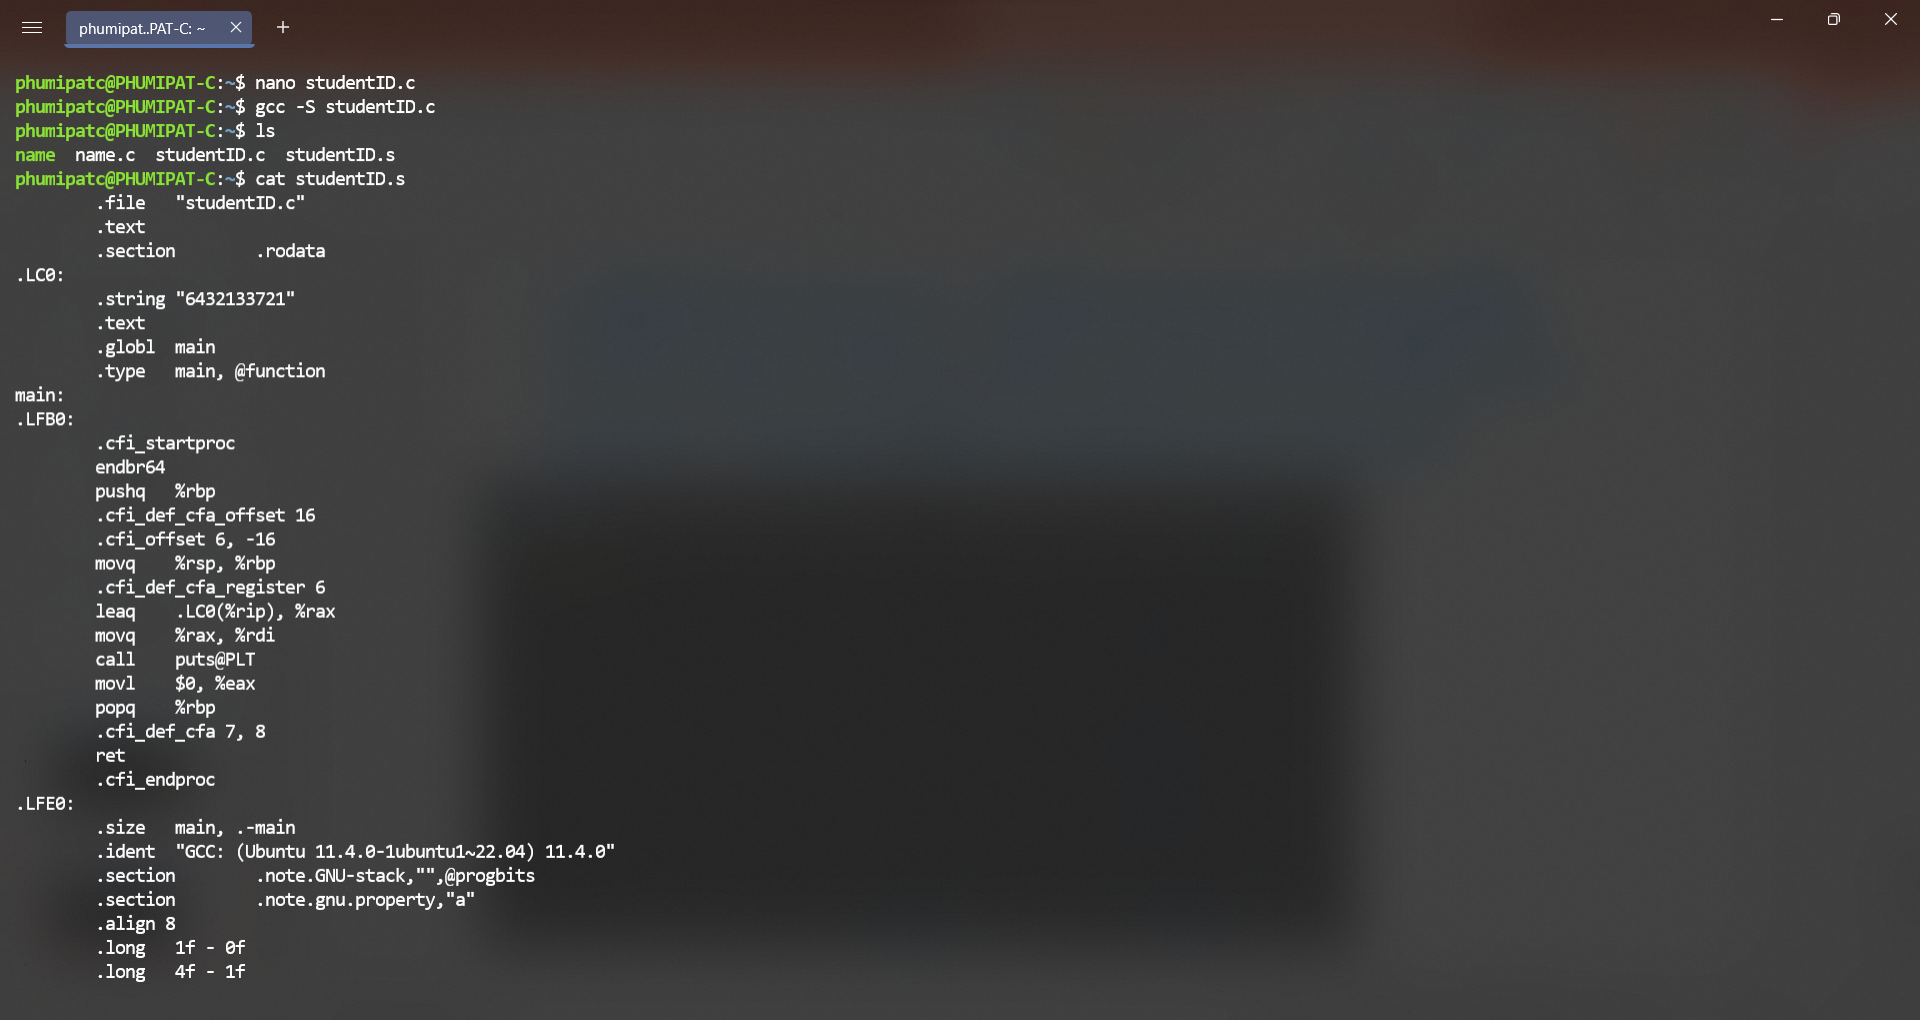 phumipat..PAT-C: ~
phumipatc@PHUMIPAT-C:~$ nano studentID.c
phumipatc@PHUMIPAT-C:~$ gcc -S studentID.c
phumipatc@PHUMIPAT-C:~$ ls
name  name.c  studentID.c  studentID.s
phumipatc@PHUMIPAT-C:~$ cat studentID.s
        .file   "studentID.c"
        .text
        .section        .rodata
.LC0:
        .string "6432133721"
        .text
        .globl  main
        .type   main, @function
main:
.LFB0:
        .cfi_startproc
        endbr64
        pushq   %rbp
        .cfi_def_cfa_offset 16
        .cfi_offset 6, -16
        movq    %rsp, %rbp
        .cfi_def_cfa_register 6
        leaq    .LC0(%rip), %rax
        movq    %rax, %rdi
        call    puts@PLT
        movl    $0, %eax
        popq    %rbp
        .cfi_def_cfa 7, 8
        ret
        .cfi_endproc
.LFE0:
        .size   main, .-main
        .ident  "GCC: (Ubuntu 11.4.0-1ubuntu1~22.04) 11.4.0"
        .section        .note.GNU-stack,"",@progbits
        .section        .note.gnu.property,"a"
        .align 8
        .long   1f - 0f
        .long   4f - 1f